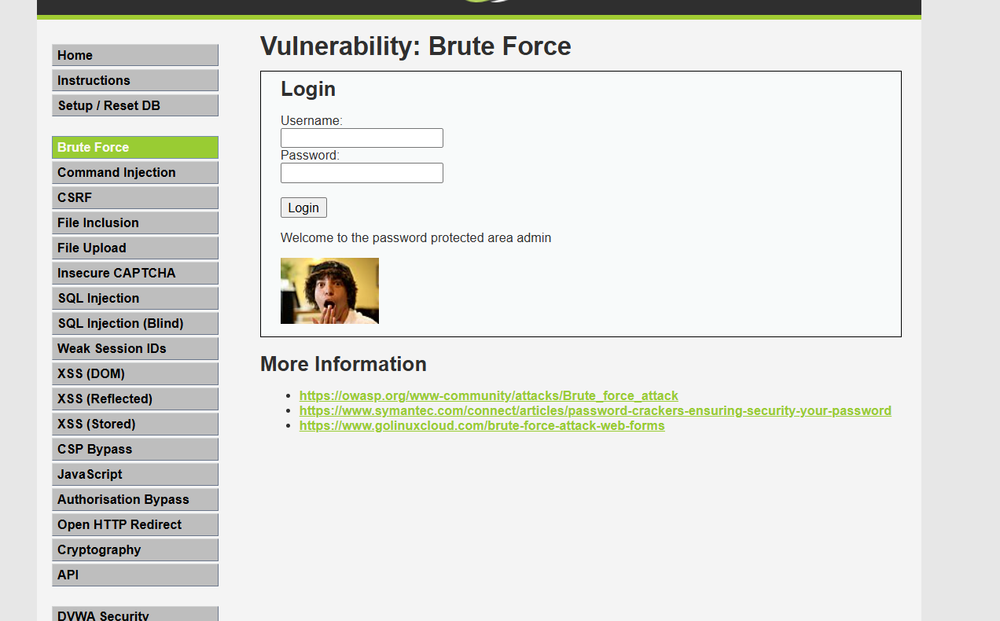 Vulnerability: Brute Force
Home
Instructions
Setup / Reset DB
Brute Force
Command Injection
CSRF
File Inclusion
File Upload
Insecure CAPTCHA
SQL Injection
SQL Injection (Blind)
Weak Session IDs
XSS (DOM)
XSS (Reflected)
XSS (Stored)
CSP Bypass
JavaScript
Authorisation Bypass
Open HTTP Redirect
Cryptography
API
DVWA Security
Login
Username:
Password:
Login
Welcome to the password protected area admin
More Information
https://owasp.org/www-community/attacks/Brute_force_attack
https://www.symantec.com/connect/articles/password-crackers-ensuring-security-your-password
https://www.golinuxcloud.com/brute-force-attack-web-forms